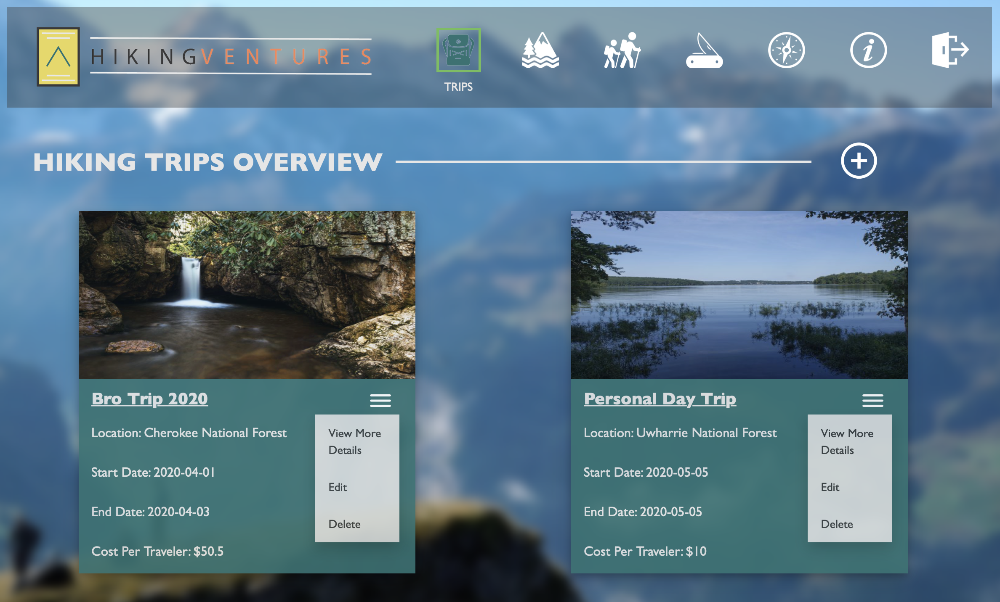 HIKINGVENTURES
TRIPS
HIKING TRIPS OVERVIEW
Bro Trip 2020
Location: Cherokee National Forest
Start Date: 2020-04-01
End Date: 2020-04-03
Cost Per Traveler: $50.5
View More
Details
Edit
Delete
Personal Day Trip
Location: Uwharrie National Forest
Start Date: 2020-05-05
End Date: 2020-05-05
Cost Per Traveler: $10
View More
Details
Edit
Delete